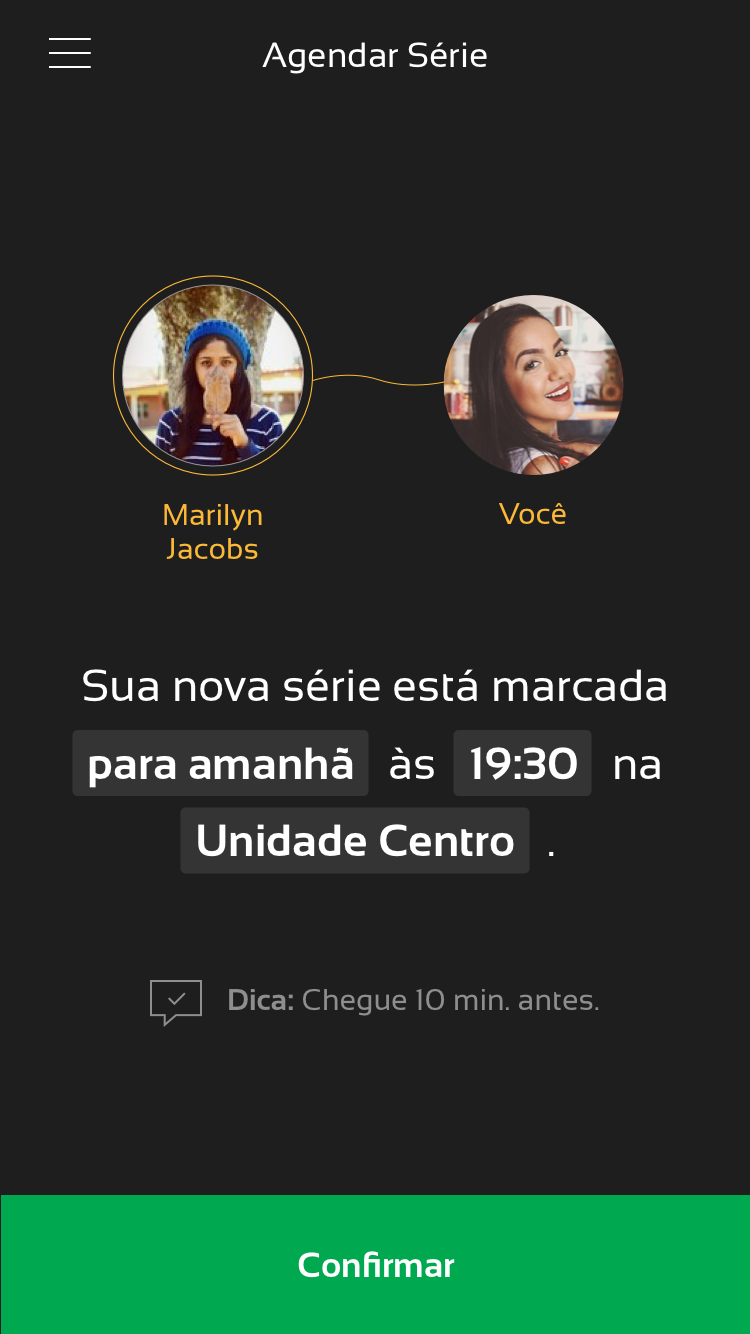 Agendar Série
Marilyn
Jacobs
Você
Sua nova série está marcada
para amanhã às 19:30 na
Unidade Centro .
Dica: Chegue 10 min. antes.
Confirmar